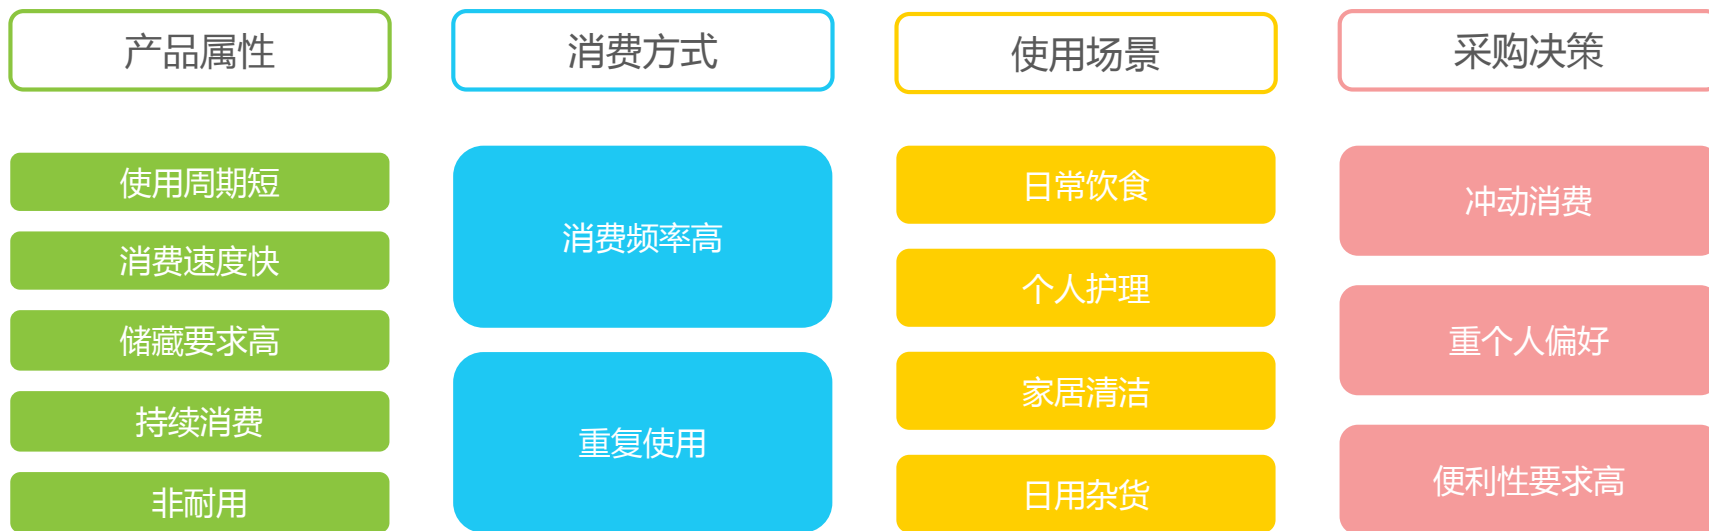 产品属性
消费方式
使用场景
采购决策
使用周期短
消费速度快
储藏要求高
持续消费
非耐用
消费频率高
重复使用
日常饮食
个人护理
家居清洁
日用杂货
冲动消费
重个人偏好
便利性要求高